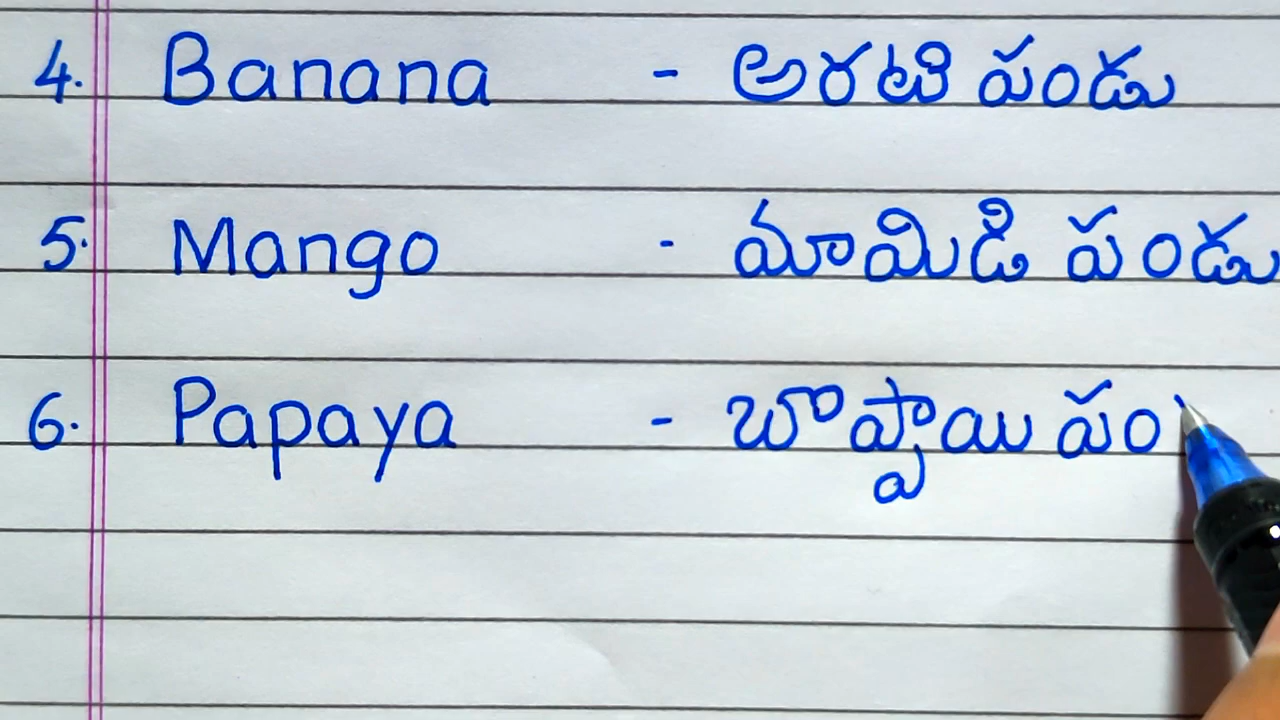 4. Banana - అరటి పండు
5. Mango - మామిడి పండు
6. Papaya - బొప్పాయి పం